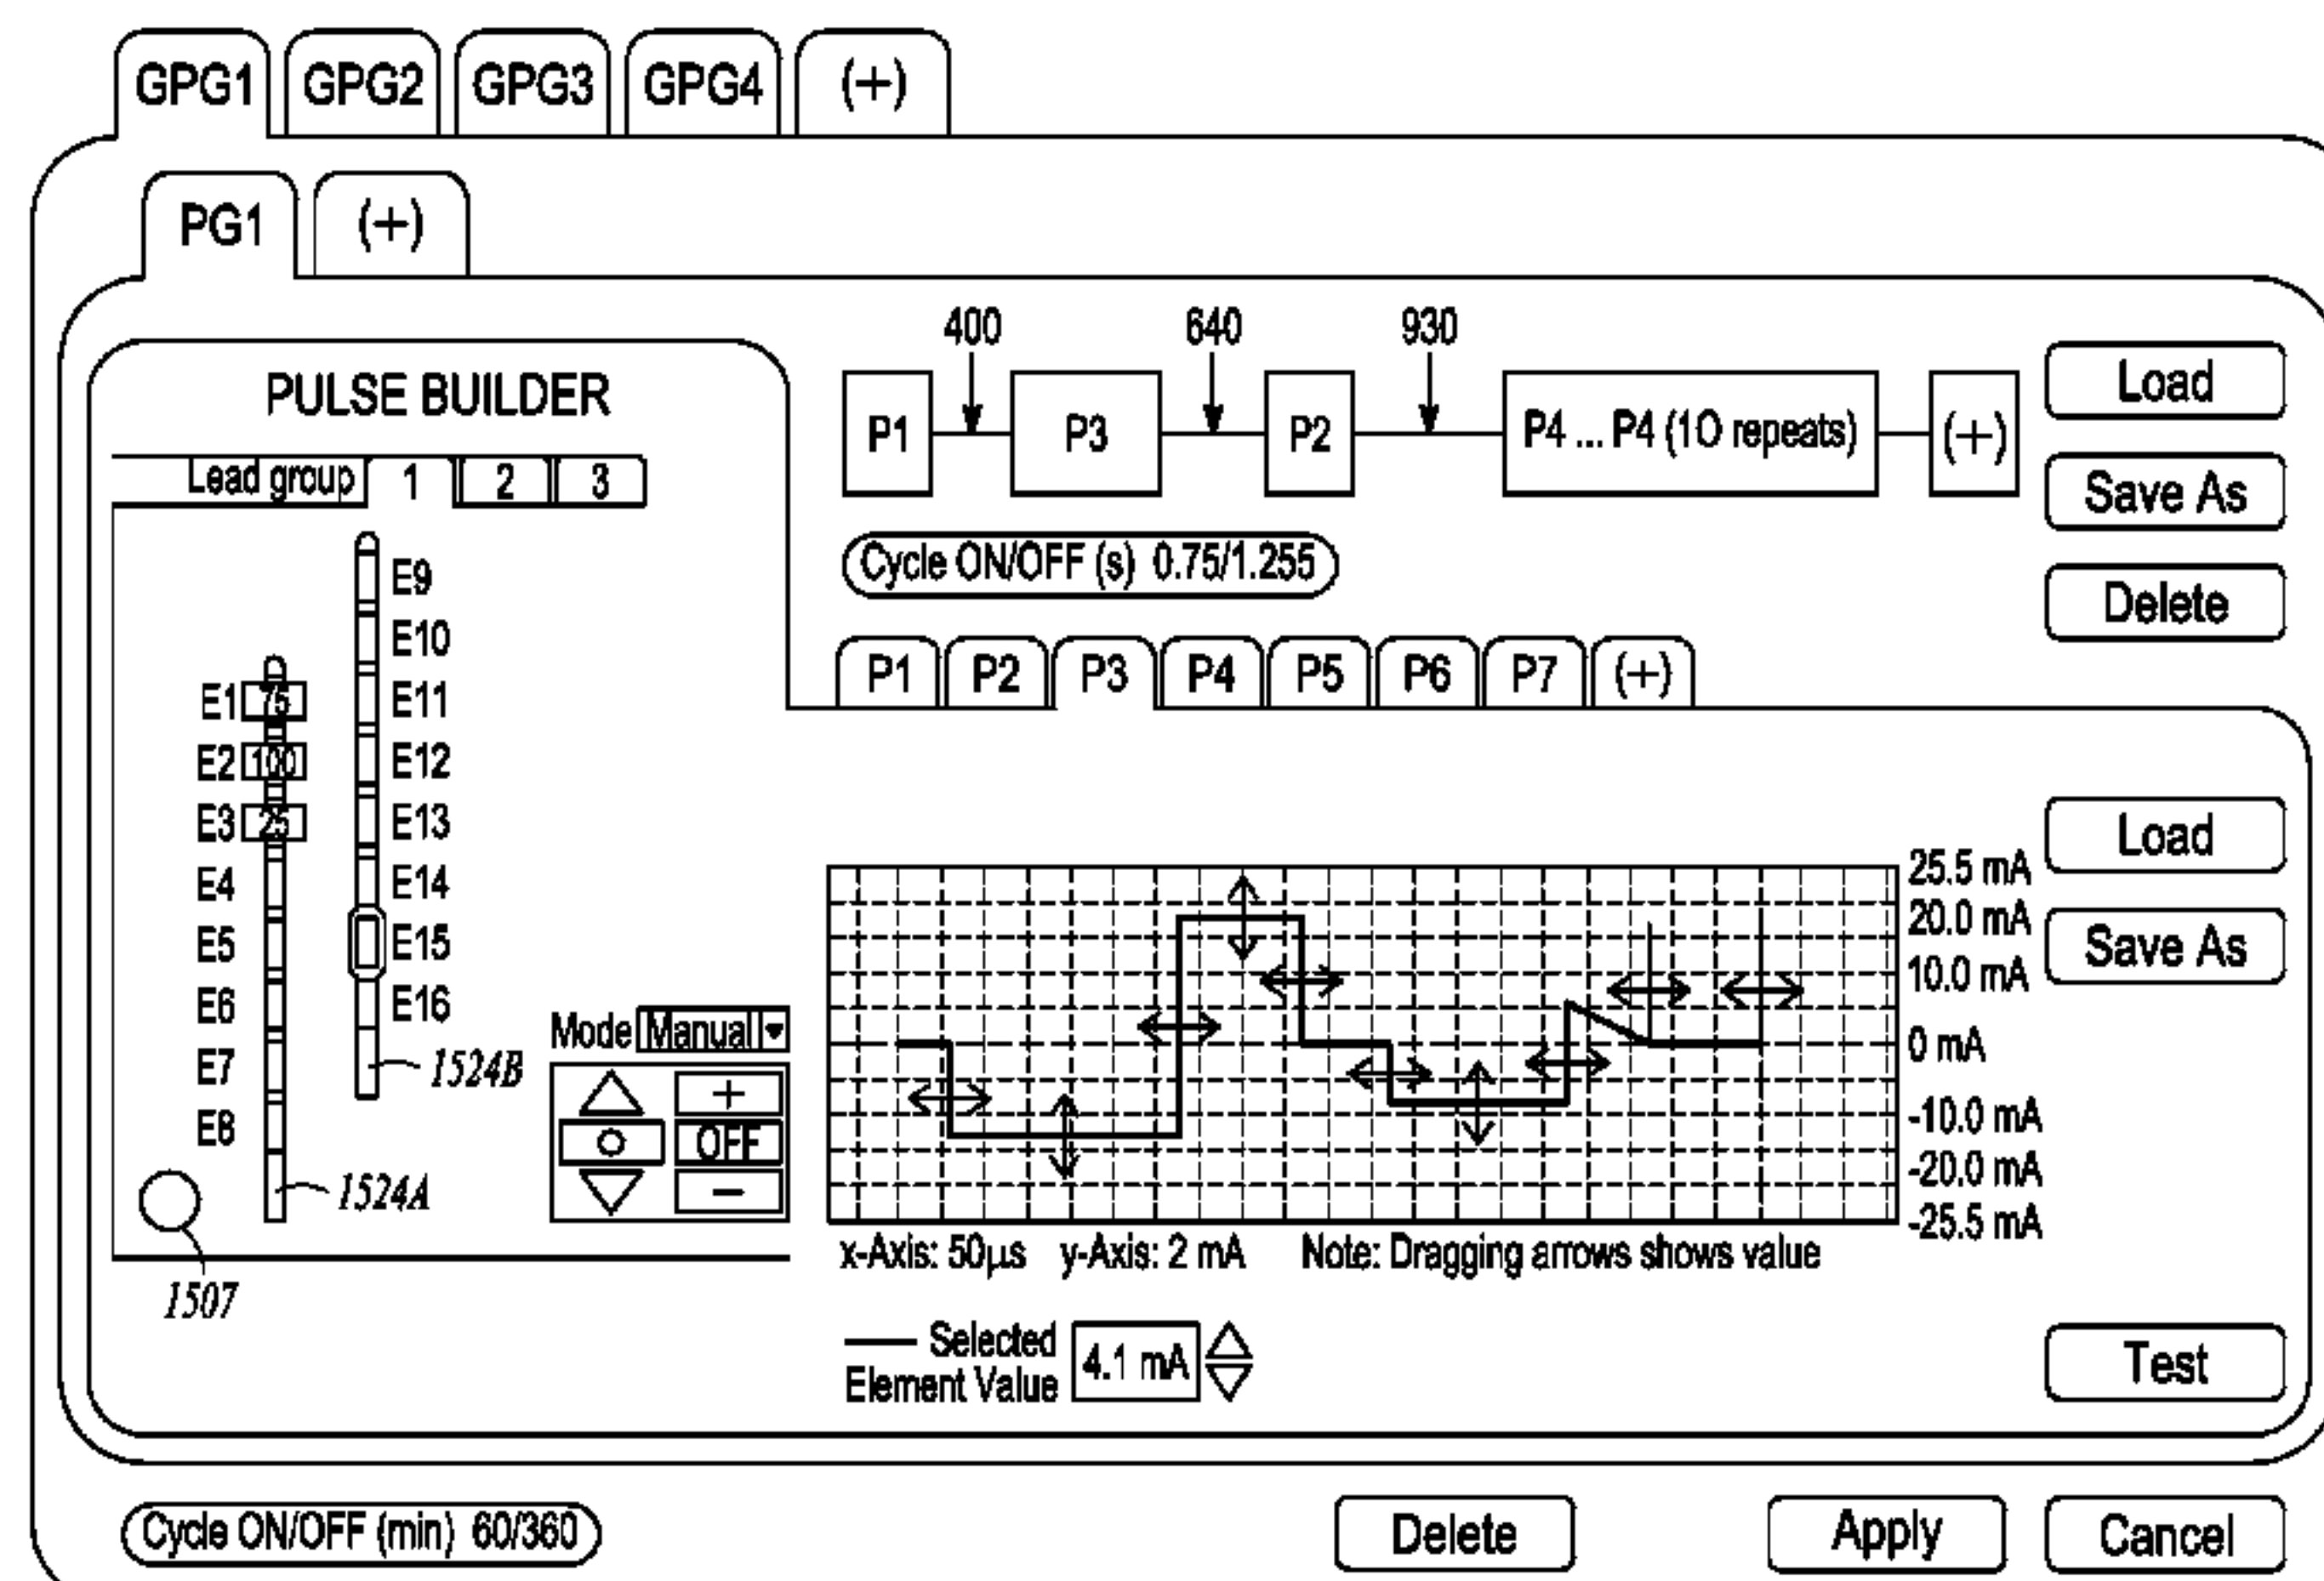 GPG1 GPG2 GPG3 GPG4 (+)
PG1 (+)
PULSE BUILDER
Lead group 1 2 3
E9
E10
E11
E12
E13
E14
E15
E16
E1 75
E2 100
E3 25
E4
E5
E6
E7
E8
1524B
1524A
1507
Mode Manual
+
OFF
−
400 640 930
P1 P3 P2 P4 ... P4 (10 repeats) (+)
Cycle ON/OFF (s) 0.75/1.255
Load
Save As
Delete
P1 P2 P3 P4 P5 P6 P7 (+)
25.5 mA
20.0 mA
10.0 mA
0 mA
-10.0 mA
-20.0 mA
-25.5 mA
x-Axis: 50μs y-Axis: 2 mA Note: Dragging arrows shows value
Load
Save As
Selected
Element Value 4.1 mA
Test
Cycle ON/OFF (min) 60/360
Delete
Apply
Cancel